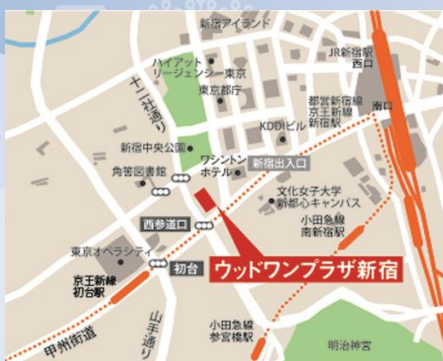 新宿アイランド
JR新宿駅
西口
ハイアット
リージェンシー東京
十二社通り
東京都庁
都営新宿線
京王新線
新宿駅
南口
KDDIビル
新宿中央公園
ワシントン
ホテル
新宿出入口
角筈図書館
文化女子大学
新都心キャンパス
西参道口
小田急線
南新宿駅
東京オペラシティ
初台
ウッドワンプラザ新宿
京王新線
初台駅
山手通り
甲州街道
小田急線
参宮橋駅
明治神宮